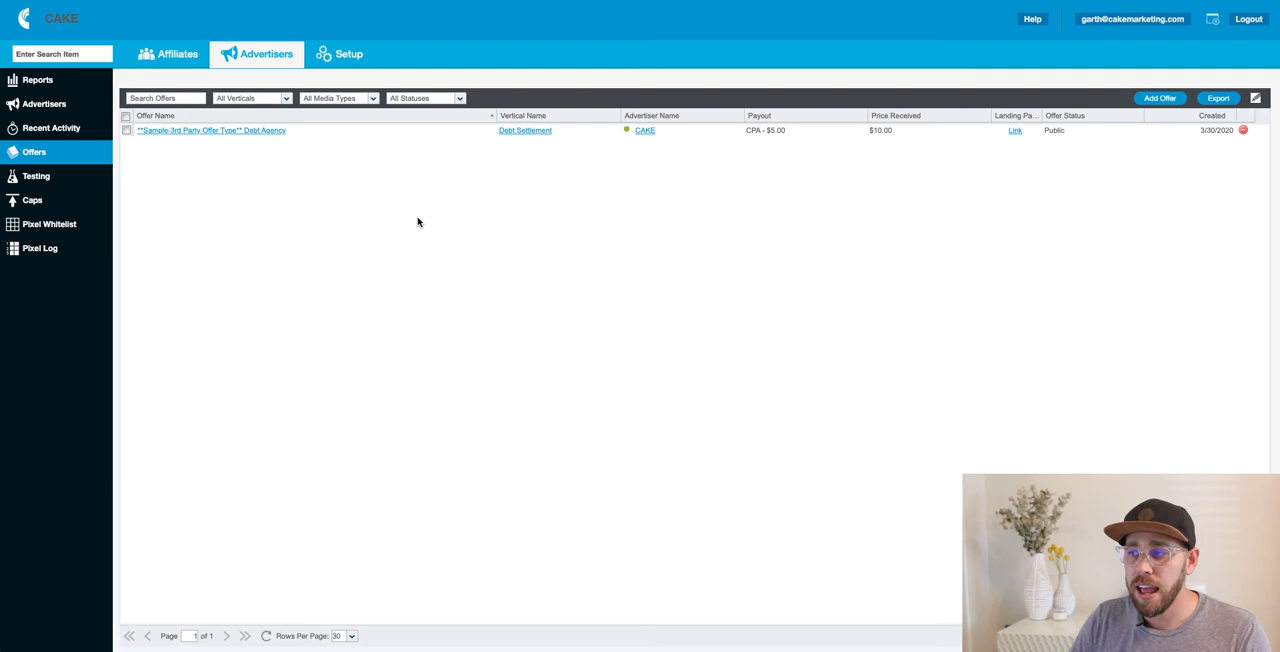 CAKE
Help
garth@cakemarketing.com
Logout
Enter Search Item
Affiliates
Advertisers
Setup
Reports
Advertisers
Recent Activity
Offers
Testing
Caps
Pixel Whitelist
Pixel Log
Search Offers
All Verticals
All Media Types
All Statuses
Add Offer
Export
Offer Name
Vertical Name
Advertiser Name
Payout
Price Received
Landing Pa...
Offer Status
Created
**Sample-3rd Party Offer Type** Debt Agency
Debt Settlement
CAKE
CPA - $5.00
$10.00
Link
Public
3/30/2020
Page 1 of 1
Rows Per Page: 30